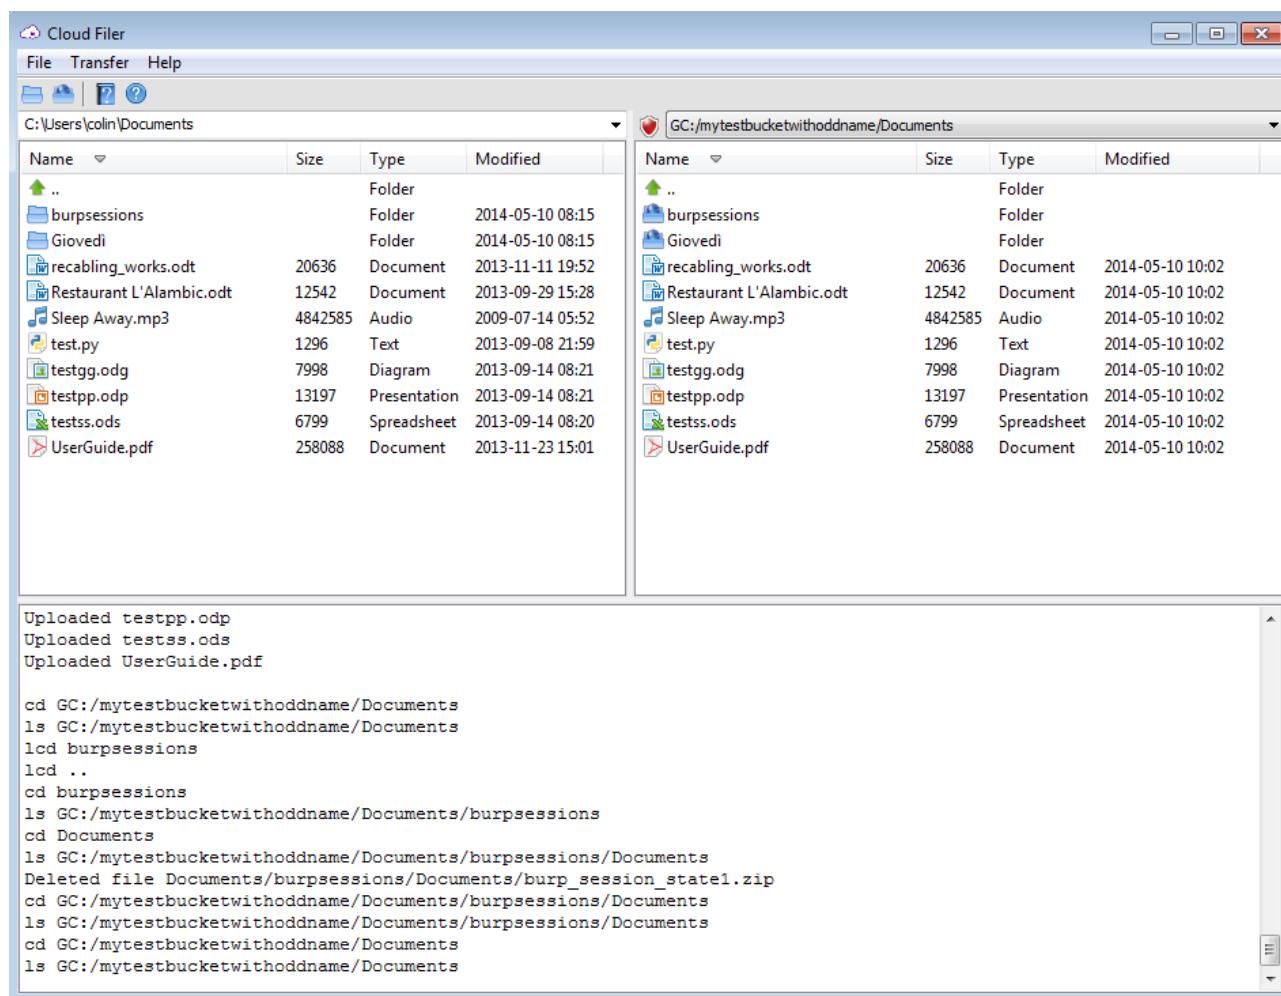 Cloud Filer
File Transfer Help
C:\Users\colin\Documents
GC:/mytestbucketwithoddname/Documents
Name Size Type Modified
.. Folder
burpsessions Folder 2014-05-10 08:15
Giovedì Folder 2014-05-10 08:15
recabling_works.odt 20636 Document 2013-11-11 19:52
Restaurant L'Alambic.odt 12542 Document 2013-09-29 15:28
Sleep Away.mp3 4842585 Audio 2009-07-14 05:52
test.py 1296 Text 2013-09-08 21:59
testgg.odg 7998 Diagram 2013-09-14 08:21
testpp.odp 13197 Presentation 2013-09-14 08:21
testss.ods 6799 Spreadsheet 2013-09-14 08:20
UserGuide.pdf 258088 Document 2013-11-23 15:01
Name Size Type Modified
.. Folder
burpsessions Folder
Giovedì Folder
recabling_works.odt 20636 Document 2014-05-10 10:02
Restaurant L'Alambic.odt 12542 Document 2014-05-10 10:02
Sleep Away.mp3 4842585 Audio 2014-05-10 10:02
test.py 1296 Text 2014-05-10 10:02
testgg.odg 7998 Diagram 2014-05-10 10:02
testpp.odp 13197 Presentation 2014-05-10 10:02
testss.ods 6799 Spreadsheet 2014-05-10 10:02
UserGuide.pdf 258088 Document 2014-05-10 10:02
Uploaded testpp.odp
Uploaded testss.ods
Uploaded UserGuide.pdf
cd GC:/mytestbucketwithoddname/Documents
ls GC:/mytestbucketwithoddname/Documents
lcd burpsessions
lcd ..
cd burpsessions
ls GC:/mytestbucketwithoddname/Documents/burpsessions
cd Documents
ls GC:/mytestbucketwithoddname/Documents/burpsessions/Documents
Deleted file Documents/burpsessions/Documents/burp_session_state1.zip
cd GC:/mytestbucketwithoddname/Documents/burpsessions/Documents
ls GC:/mytestbucketwithoddname/Documents/burpsessions/Documents
cd GC:/mytestbucketwithoddname/Documents
ls GC:/mytestbucketwithoddname/Documents